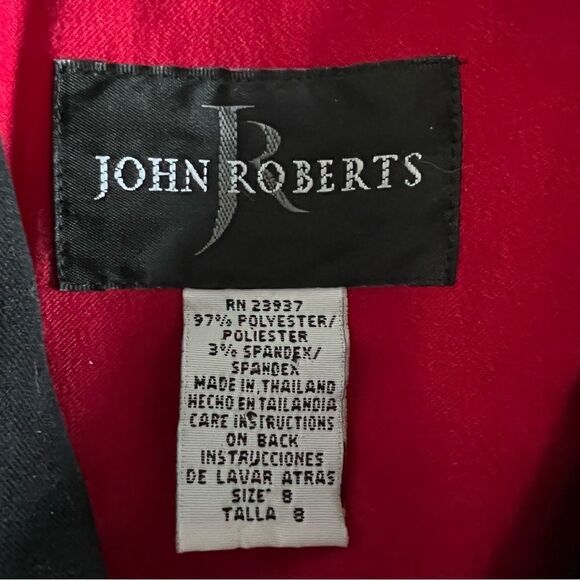 JR
JOHN ROBERTS
RN 23937
97% POLYESTER/
POLIESTER
3% SPANDEX/
SPANDEX
MADE IN THAILAND
HECHO EN TAILANDIA
CARE INSTRUCTIONS
ON BACK
INSTRUCCIONES
DE LAVAR ATRAS
SIZE 8
TALLA 8